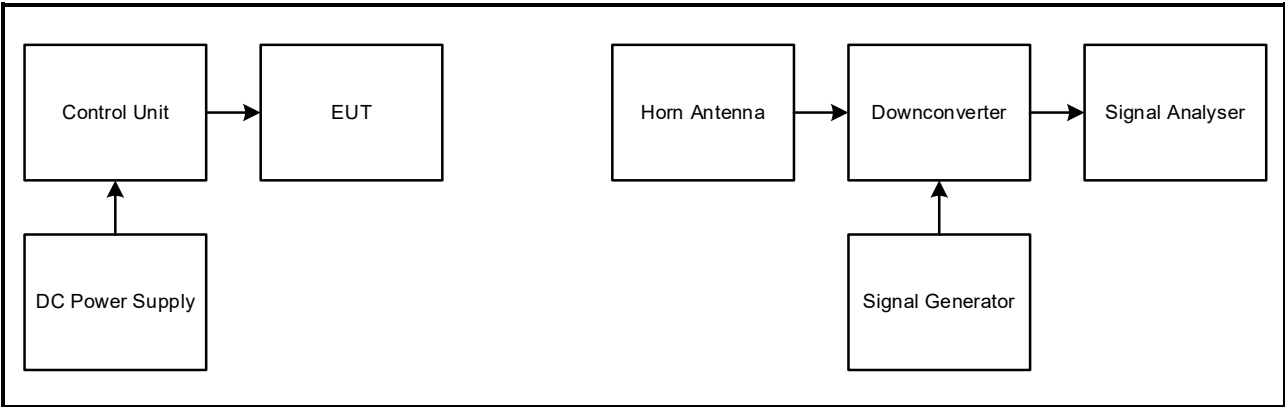 Control Unit
EUT
Horn Antenna
Downconverter
Signal Analyser
DC Power Supply
Signal Generator